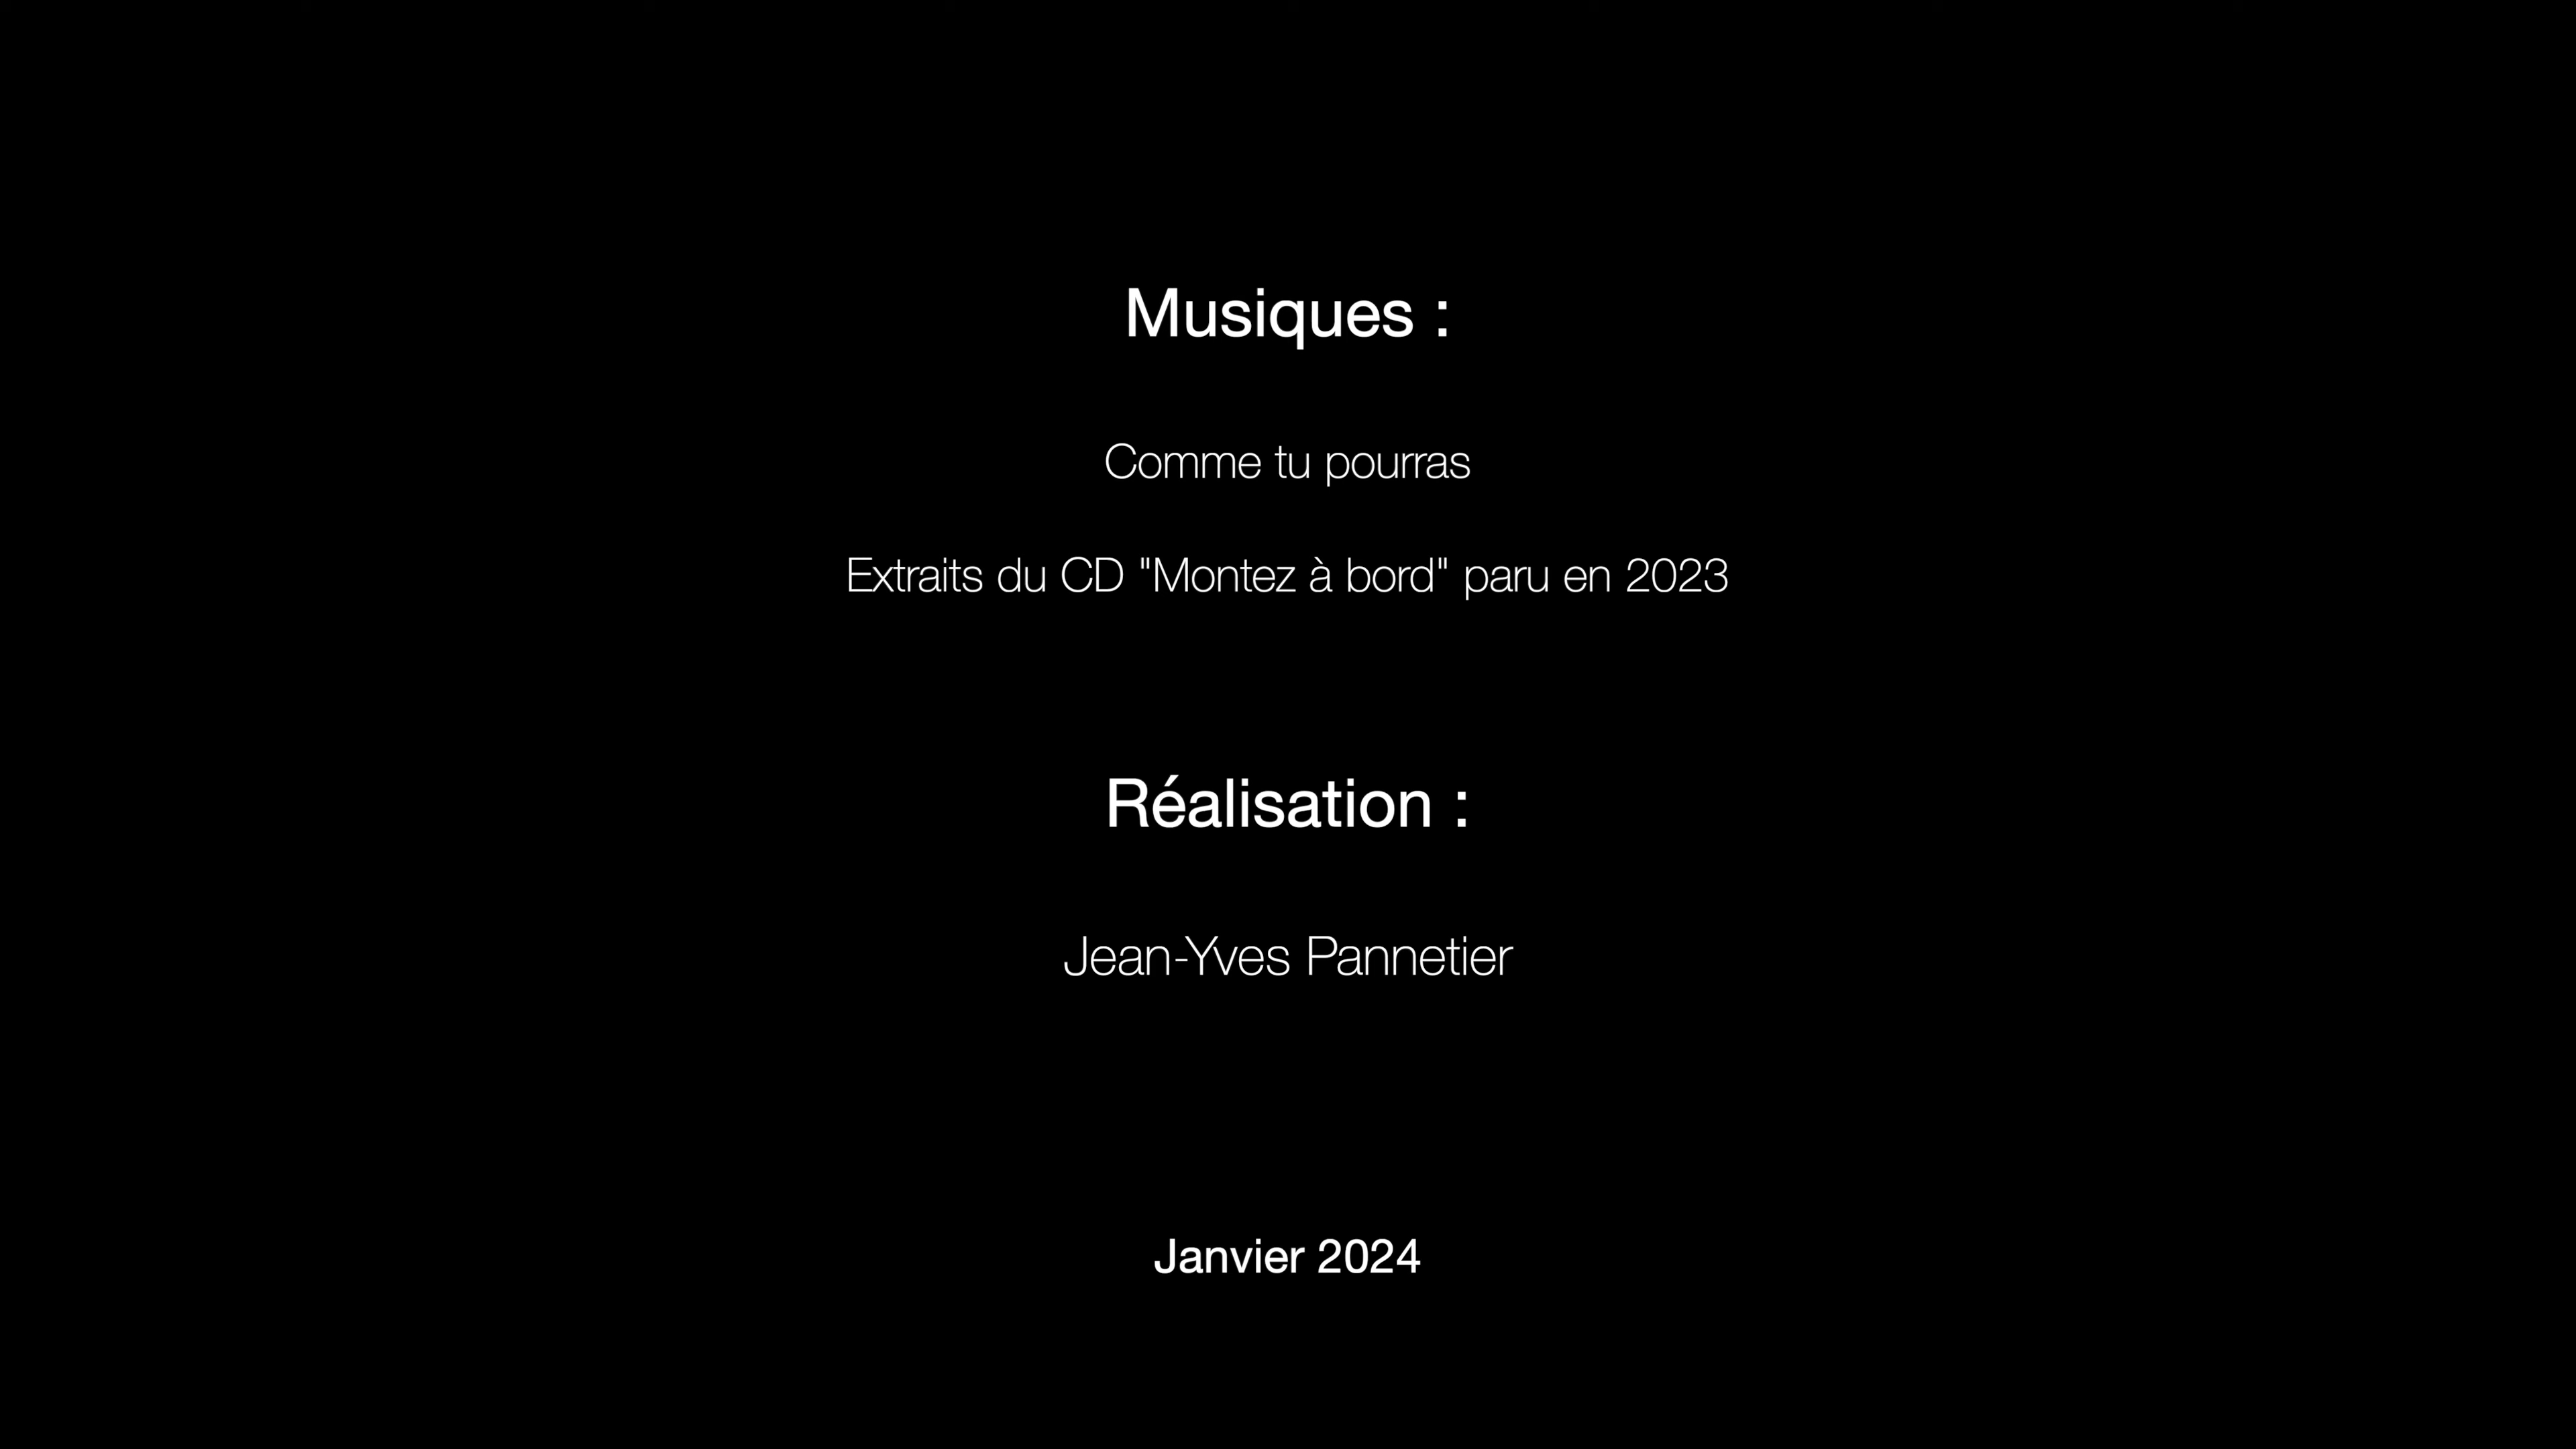 Musiques :
Comme tu pourras
Extraits du CD "Montez à bord" paru en 2023
Réalisation :
Jean-Yves Pannetier
Janvier 2024